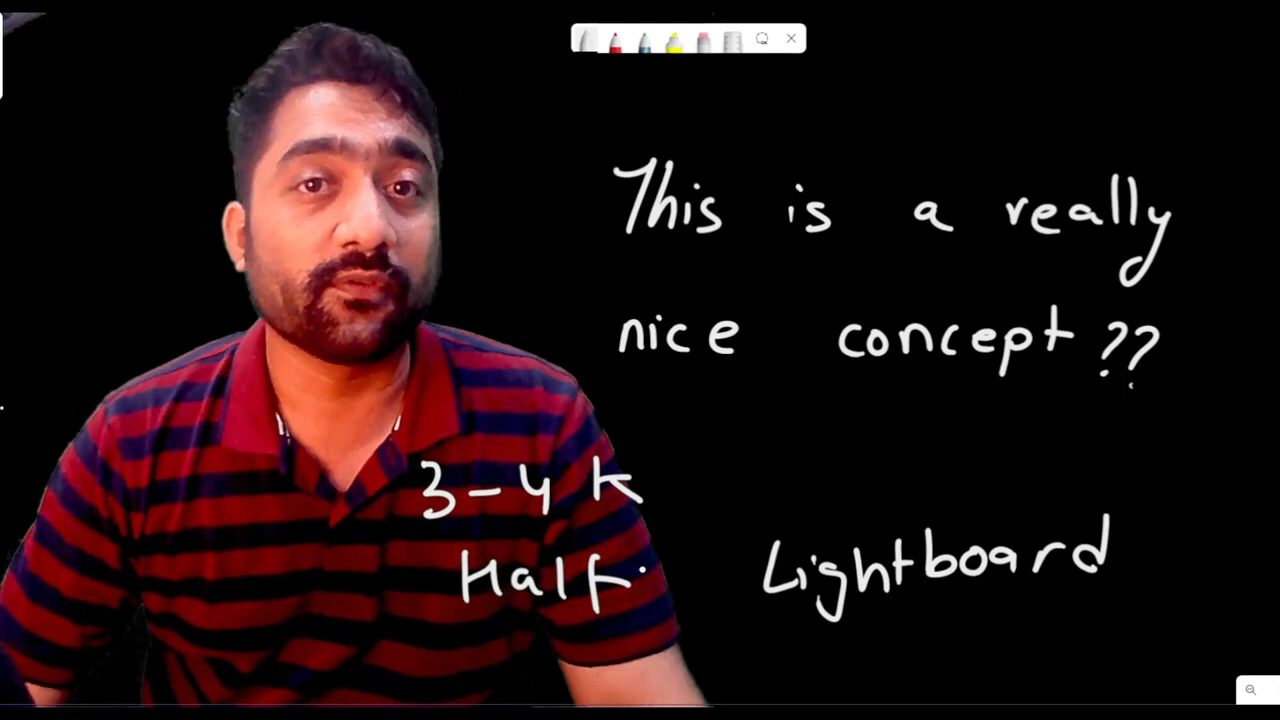 This is a really
nice concept ??
3-4 k
Half.
Lightboard